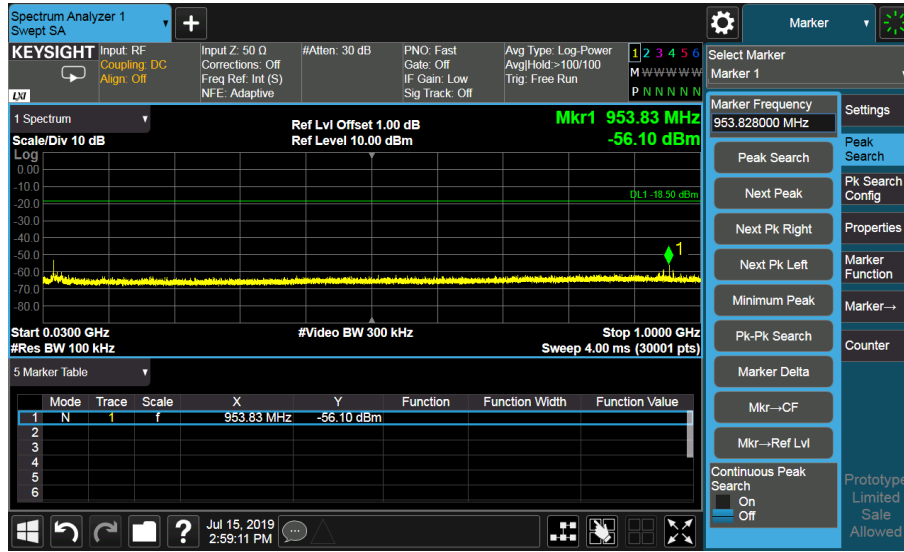 Spectrum Analyzer 1
Swept SA
Marker
KEYSIGHT
LXI
Input: RF
Coupling: DC
Align: Off
Input Z: 50 Ω
Corrections: Off
Freq Ref: Int (S)
NFE: Adaptive
#Atten: 30 dB
PNO: Fast
Gate: Off
IF Gain: Low
Sig Track: Off
Avg Type: Log-Power
Avg|Hold:>100/100
Trig: Free Run
1 2 3 4 5 6
M W W W W W
P N N N N N
Select Marker
Marker 1
1 Spectrum
Scale/Div 10 dB
Ref Lvl Offset 1.00 dB
Ref Level 10.00 dBm
Mkr1 953.83 MHz
-56.10 dBm
Log
0.00
-10.0
-20.0
-30.0
-40.0
-50.0
-60.0
-70.0
-80.0
DL1 -18.50 dBm
1
Start 0.0300 GHz
#Res BW 100 kHz
#Video BW 300 kHz
Stop 1.0000 GHz
Sweep 4.00 ms (30001 pts)
5 Marker Table
Mode Trace Scale X Y Function Function Width Function Value
1 N 1 f 953.83 MHz -56.10 dBm
2
3
4
5
6
Marker Frequency
953.828000 MHz
Peak Search
Next Peak
Next Pk Right
Next Pk Left
Minimum Peak
Pk-Pk Search
Marker Delta
Mkr→CF
Mkr→Ref Lvl
Continuous Peak
Search
On
Off
Settings
Peak
Search
Pk Search
Config
Properties
Marker
Function
Marker→
Counter
Prototype
Limited
Sale
Allowed
?
Jul 15, 2019
2:59:11 PM